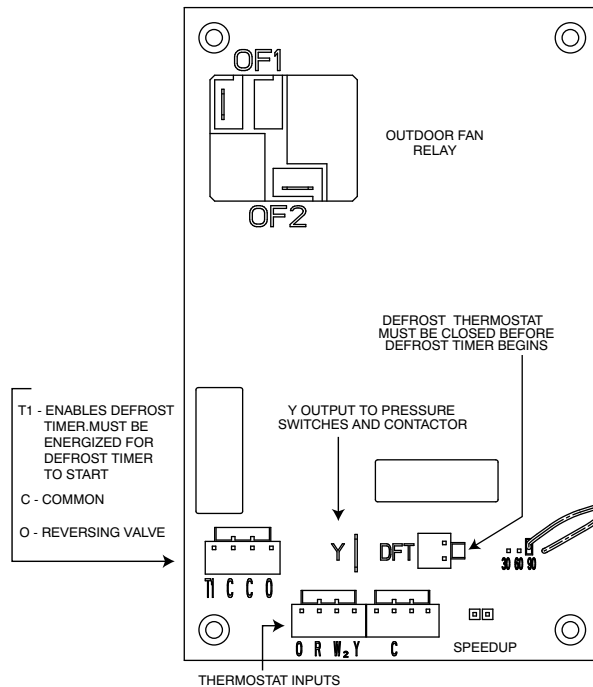 OF1
OUTDOOR FAN
RELAY
OF2
DEFROST THERMOSTAT
MUST BE CLOSED BEFORE
DEFROST TIMER BEGINS
T1 - ENABLES DEFROST
TIMER.MUST BE
ENERGIZED FOR
DEFROST TIMER
TO START
C - COMMON
O - REVERSING VALVE
Y OUTPUT TO PRESSURE
SWITCHES AND CONTACTOR
Y
DFT
30 60 90
T1 C C O
O R W₂ Y C
SPEEDUP
THERMOSTAT INPUTS